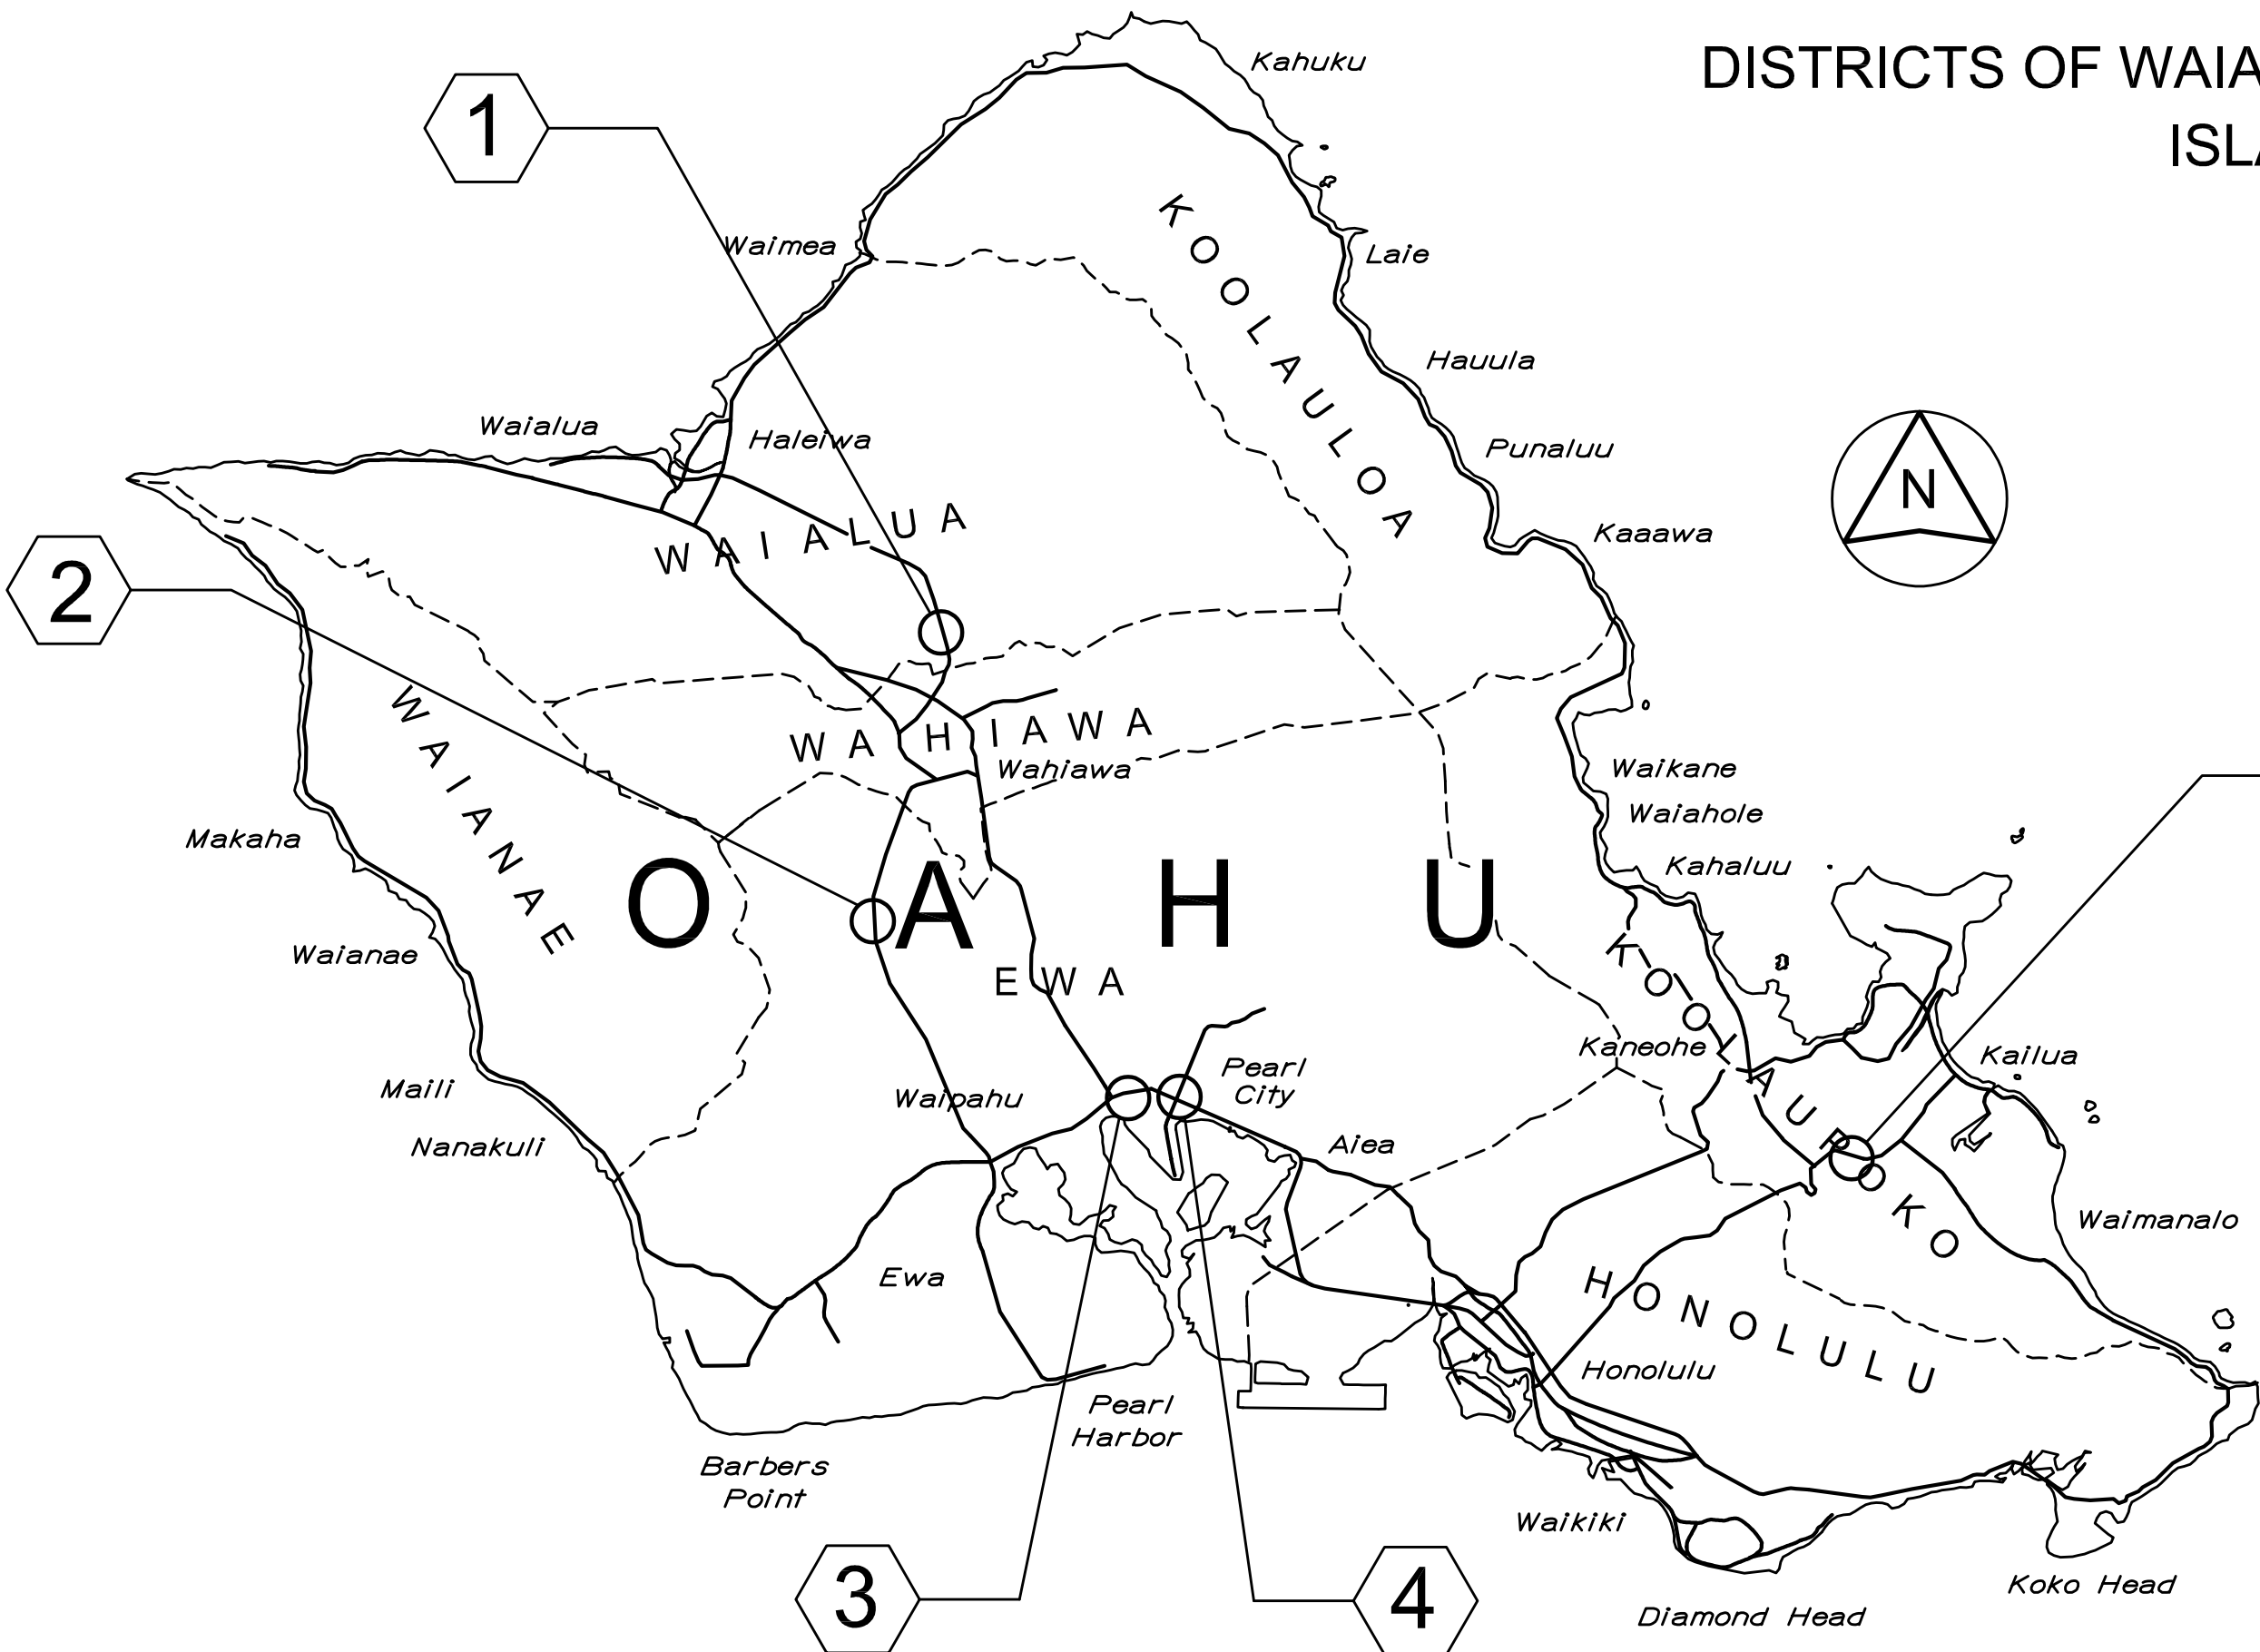 DISTRICTS OF WAIA
ISLA
Kahuku
1
KOOLAULOA
Waimea
Laie
Hauula
Waialua
Haleiwa
Punaluu
N
WAIALUA
Kaaawa
2
WAIANAE
WAHIAWA
Wahiawa
Waikane
Waiahole
Makaha
Kahaluu
OAHU
Waianae
EWA
KOOLAUPOKO
Kaneohe
Kailua
Pearl
City
Maili
Waipahu
Nanakuli
Aiea
Waimanalo
Ewa
HONOLULU
Honolulu
Pearl
Harbor
Barbers
Point
Waikiki
Koko Head
Diamond Head
3
4